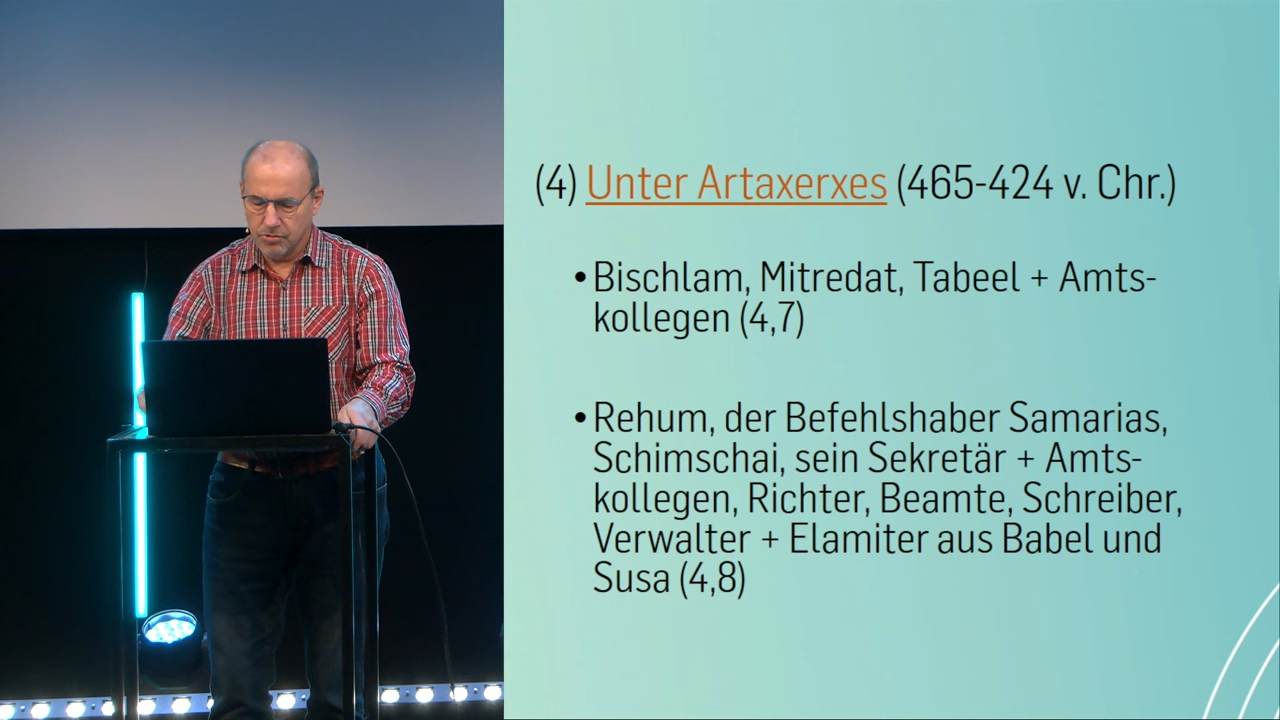 (4) Unter Artaxerxes (465-424 v. Chr.)
•Bischlam, Mitredat, Tabeel + Amts-
kollegen (4,7)
•Rehum, der Befehlshaber Samarias,
Schimschai, sein Sekretär + Amts-
kollegen, Richter, Beamte, Schreiber,
Verwalter + Elamiter aus Babel und
Susa (4,8)